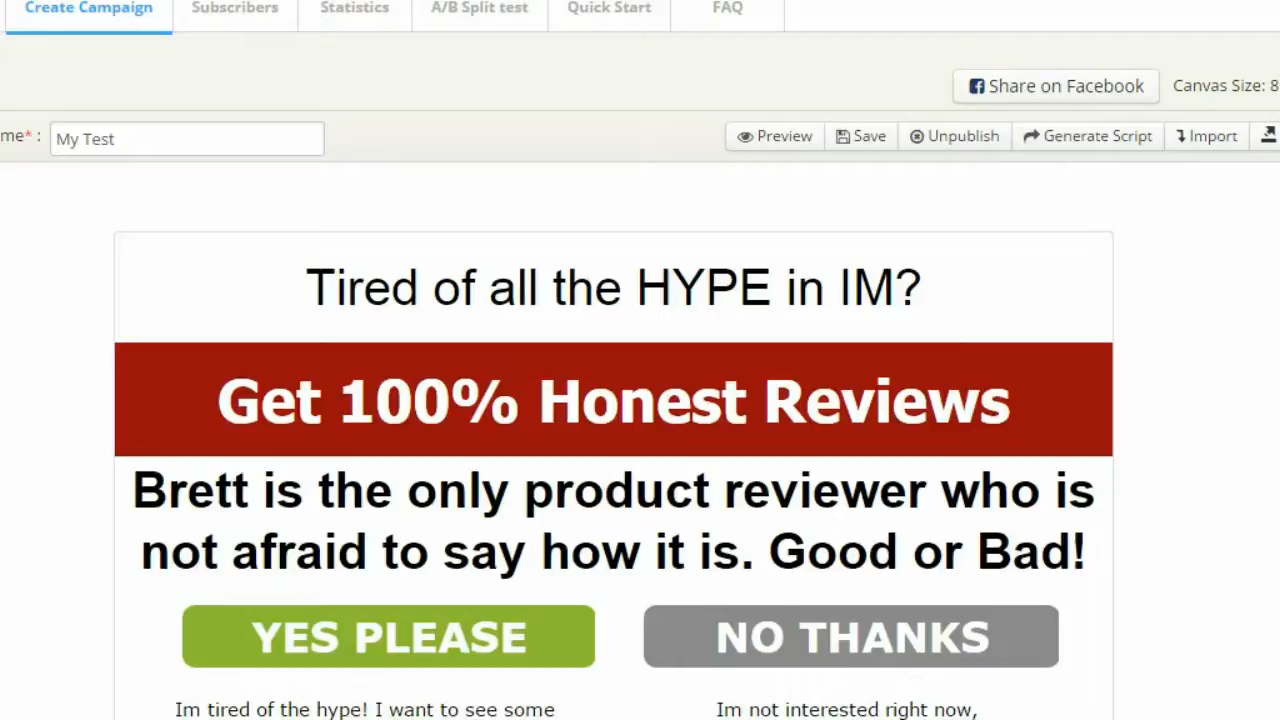 Create Campaign Subscribers Statistics A/B Split test Quick Start FAQ
Share on Facebook Canvas Size: 8
me* : My Test Preview Save Unpublish Generate Script Import
Tired of all the HYPE in IM?
Get 100% Honest Reviews
Brett is the only product reviewer who is
not afraid to say how it is. Good or Bad!
YES PLEASE NO THANKS
Im tired of the hype! I want to see some Im not interested right now,